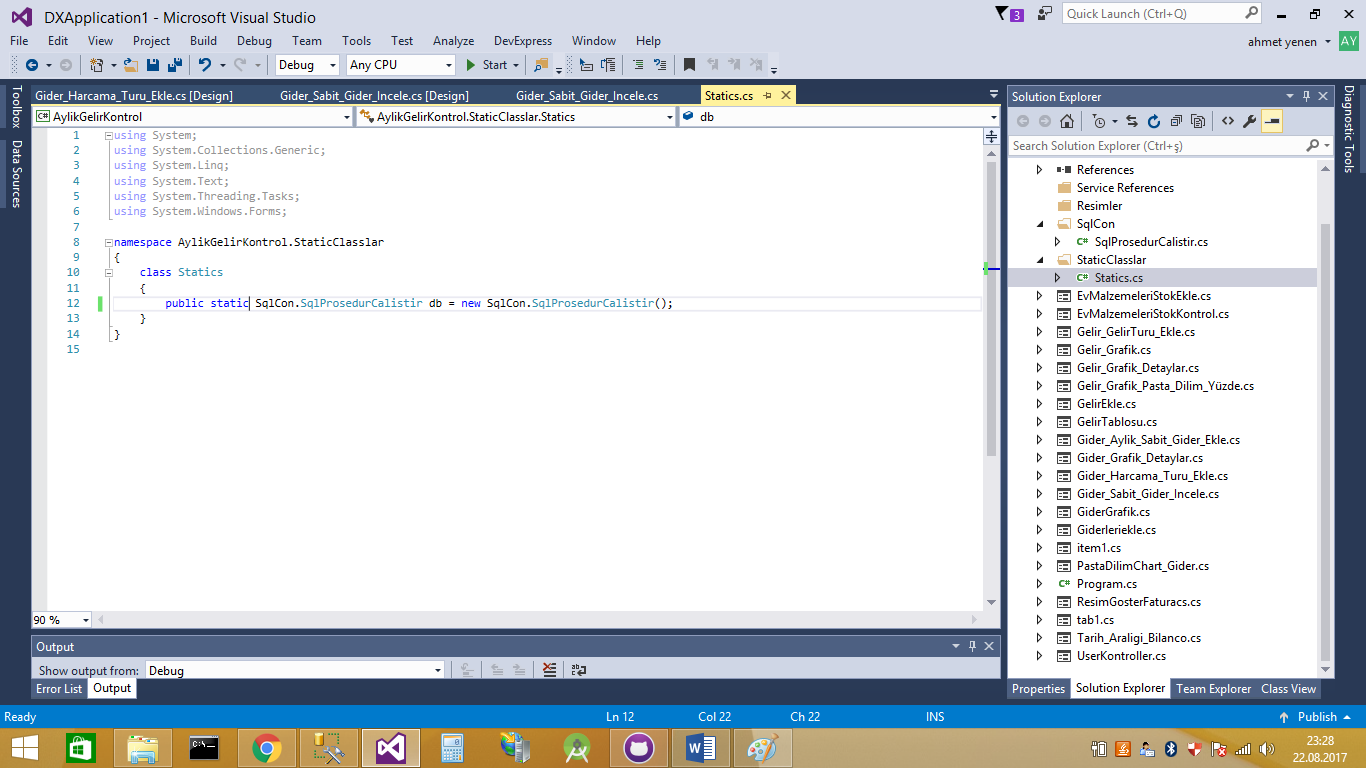 DXApplication1 - Microsoft Visual Studio
3
Quick Launch (Ctrl+Q)
File Edit View Project Build Debug Team Tools Test Analyze DevExpress Window Help
ahmet yenen AY
Debug Any CPU Start
Toolbox
Data Sources
Gider_Harcama_Turu_Ekle.cs [Design] Gider_Sabit_Gider_Incele.cs [Design] Gider_Sabit_Gider_Incele.cs Statics.cs
C# AylikGelirKontrol AylikGelirKontrol.StaticClasslar.Statics db
1 using System;
2 using System.Collections.Generic;
3 using System.Linq;
4 using System.Text;
5 using System.Threading.Tasks;
6 using System.Windows.Forms;
7
8 namespace AylikGelirKontrol.StaticClasslar
9 {
10 class Statics
11 {
12 public static SqlCon.SqlProsedurCalistir db = new SqlCon.SqlProsedurCalistir();
13 }
14 }
15
90 %
Output
Show output from: Debug
Error List Output
Solution Explorer
Search Solution Explorer (Ctrl+ş)
References
Service References
Resimler
SqlCon
C# SqlProsedurCalistir.cs
StaticClasslar
C# Statics.cs
EvMalzemeleriStokEkle.cs
EvMalzemeleriStokKontrol.cs
Gelir_GelirTuru_Ekle.cs
Gelir_Grafik.cs
Gelir_Grafik_Detaylar.cs
Gelir_Grafik_Pasta_Dilim_Yüzde.cs
GelirEkle.cs
GelirTablosu.cs
Gider_Aylik_Sabit_Gider_Ekle.cs
Gider_Grafik_Detaylar.cs
Gider_Harcama_Turu_Ekle.cs
Gider_Sabit_Gider_Incele.cs
GiderGrafik.cs
Giderleriekle.cs
item1.cs
PastaDilimChart_Gider.cs
C# Program.cs
ResimGosterFaturacs.cs
tab1.cs
Tarih_Araligi_Bilanco.cs
UserKontroller.cs
Properties Solution Explorer Team Explorer Class View
Diagnostic Tools
Ready Ln 12 Col 22 Ch 22 INS Publish
23:28
22.08.2017